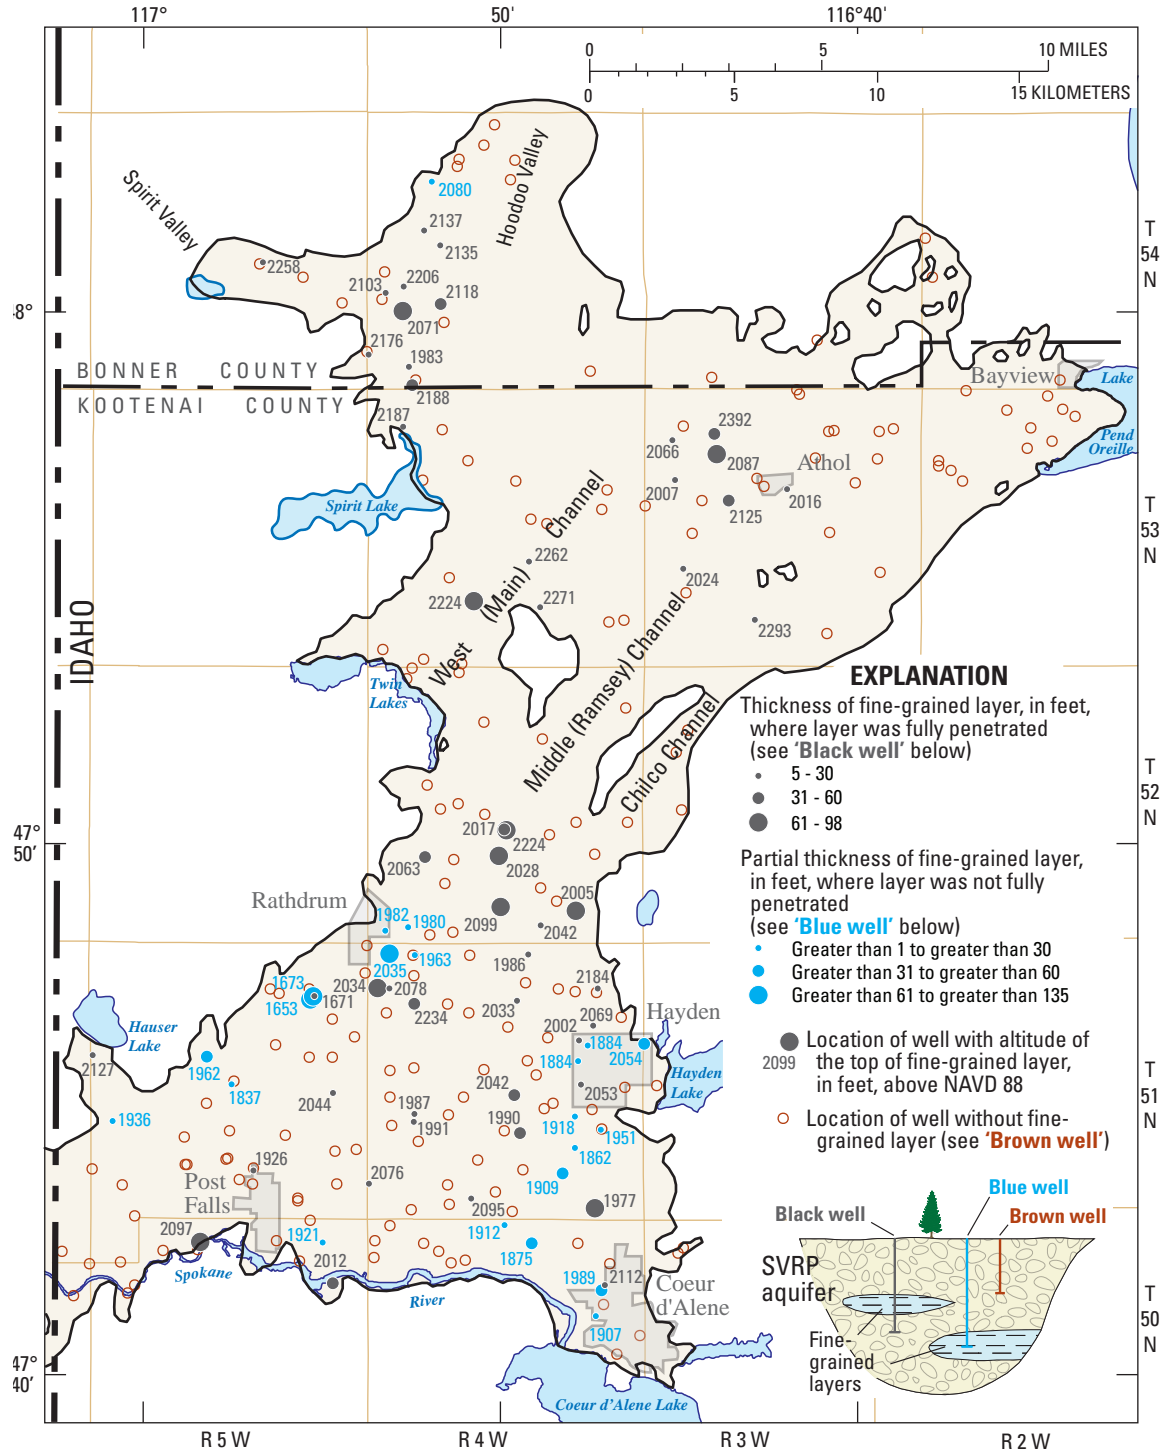 117°
50'
116°40'
0
5
10 MILES
0
5
10
15 KILOMETERS
Spirit Valley
Hoodoo Valley
2080
2137
2135
2258
2206
2103
2118
2071
2176
1983
2188
2187
T
54
N
8°
BONNER COUNTY
KOOTENAI COUNTY
Bayview
Lake
Pend
Oreille
2392
2066
2087
Athol
2007
2016
2125
Spirit Lake
West (Main) Channel
2262
2024
2224
2271
2293
T
53
N
IDAHO
Twin
Lakes
Middle (Ramsey) Channel
Chilco Channel
EXPLANATION
Thickness of fine-grained layer, in feet,
where layer was fully penetrated
(see 'Black well' below)
5 - 30
31 - 60
61 - 98
Partial thickness of fine-grained layer,
in feet, where layer was not fully
penetrated
(see 'Blue well' below)
Greater than 1 to greater than 30
Greater than 31 to greater than 60
Greater than 61 to greater than 135
Location of well with altitude of
the top of fine-grained layer,
in feet, above NAVD 88
2099
Location of well without fine-
grained layer (see 'Brown well')
T
52
N
47°
50'
2017
2224
2063
2028
2005
Rathdrum
1982
1980
2099
2042
1963
2035
1986
1673
2034
2078
2184
1653
1671
2234
2033
2069
Hayden
2002
1884
2054
1884
Hauser
Lake
2127
1962
1837
2042
2053
Hayden
Lake
T
51
N
2044
1987
1936
1991
1990
1918
1951
1862
1926
2076
1909
Post
Falls
2095
1977
2097
1921
1912
1875
2012
Spokane
River
1989
2112
Coeur
d'Alene
1907
Coeur d'Alene Lake
Blue well
Black well
Brown well
SVRP
aquifer
Fine-
grained
layers
T
50
N
47°
40'
R 5 W
R 4 W
R 3 W
R 2 W